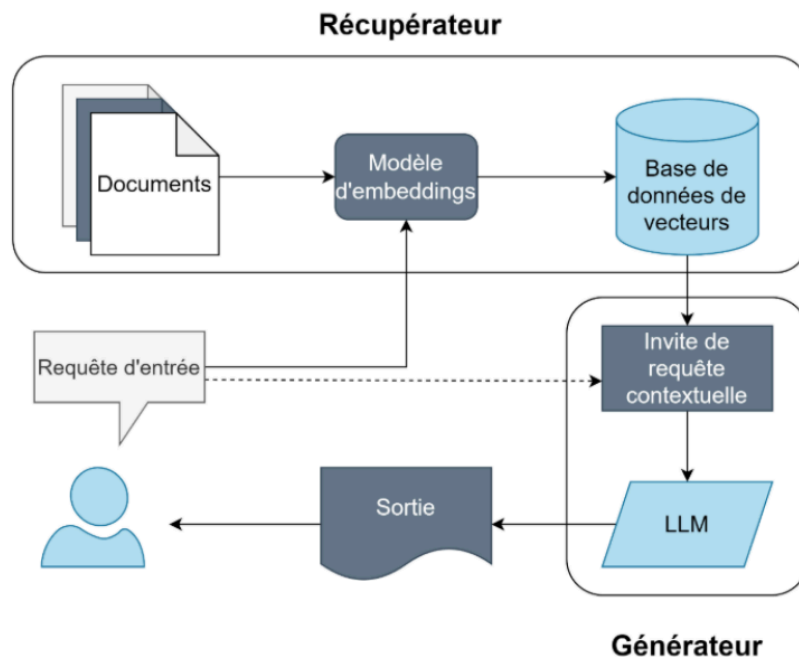 Récupérateur
Documents
Modèle
d'embeddings
Base de
données de
vecteurs
Requête d'entrée
Invite de
requête
contextuelle
Sortie
LLM
Générateur